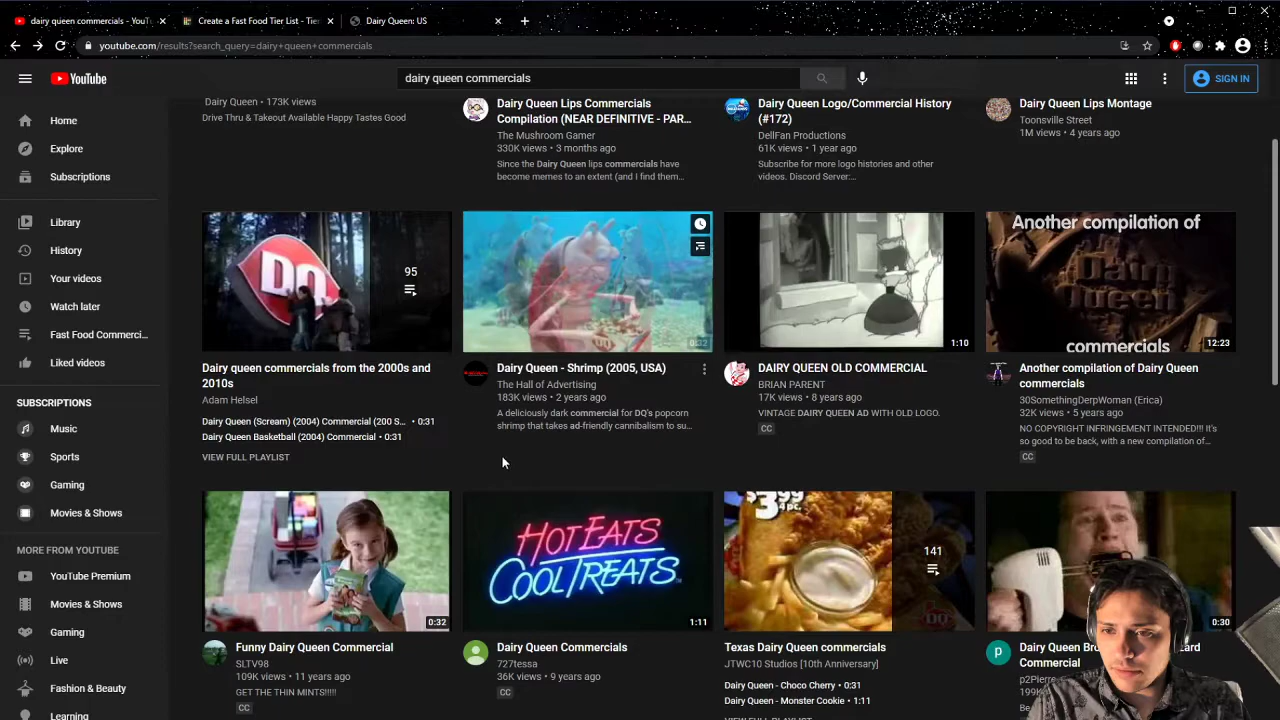 dairy queen commercials - YouT
Create a Fast Food Tier List - Tier
Dairy Queen: US
youtube.com/results?search_query=dairy+queen+commercials
YouTube
dairy queen commercials
SIGN IN
Home
Explore
Subscriptions
Library
History
Your videos
Watch later
Fast Food Commerci...
Liked videos
SUBSCRIPTIONS
Music
Sports
Gaming
Movies & Shows
MORE FROM YOUTUBE
YouTube Premium
Movies & Shows
Gaming
Live
Fashion & Beauty
Learning
Dairy Queen • 173K views
Drive Thru & Takeout Available Happy Tastes Good
Dairy Queen Lips Commercials
Compilation (NEAR DEFINITIVE - PAR...
The Mushroom Gamer
330K views • 3 months ago
Since the Dairy Queen lips commercials have
become memes to an extent (and I find them...
Dairy Queen Logo/Commercial History
(#172)
DellFan Productions
61K views • 1 year ago
Subscribe for more logo histories and other
videos. Discord Server:...
Dairy Queen Lips Montage
Toonsville Street
1M views • 4 years ago
DQ
95
Dairy queen commercials from the 2000s and
2010s
Adam Helsel
Dairy Queen (Scream) (2004) Commercial (200 S... • 0:31
Dairy Queen Basketball (2004) Commercial • 0:31
VIEW FULL PLAYLIST
0:32
Dairy Queen - Shrimp (2005, USA)
The Hall of Advertising
183K views • 2 years ago
A deliciously dark commercial for DQ's popcorn
shrimp that takes ad-friendly cannibalism to su...
1:10
DAIRY QUEEN OLD COMMERCIAL
BRIAN PARENT
17K views • 8 years ago
VINTAGE DAIRY QUEEN AD WITH OLD LOGO.
CC
Another compilation of
Dairy
Queen
commercials
12:23
Another compilation of Dairy Queen
commercials
30SomethingDerpWoman (Erica)
32K views • 5 years ago
NO COPYRIGHT INFRINGEMENT INTENDED!!! It's
so good to be back, with a new compilation of...
CC
0:32
Funny Dairy Queen Commercial
SLTV98
109K views • 11 years ago
GET THE THIN MINTS!!!!!
CC
HOT EATS
COOL TREATS
1:11
Dairy Queen Commercials
727tessa
36K views • 9 years ago
CC
$3.99
4pc.
141
Texas Dairy Queen commercials
JTWC10 Studios [10th Anniversary]
Dairy Queen - Choco Cherry • 0:31
Dairy Queen - Monster Cookie • 1:11
VIEW FULL PLAYLIST
0:30
Dairy Queen
Commercial
p2Pierre
199K